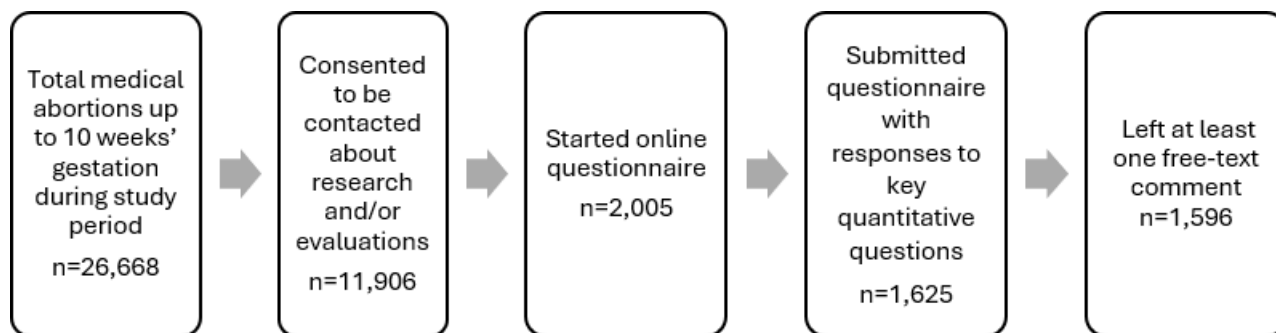 Total medical
abortions up
to 10 weeks’
gestation
during study
period
n=26,668
Consented
to be
contacted
about
research
and/or
evaluations
n=11,906
Started online
questionnaire
n=2,005
Submitted
questionnaire
with
responses to
key
quantitative
questions
n=1,625
Left at least
one free-text
comment
n=1,596